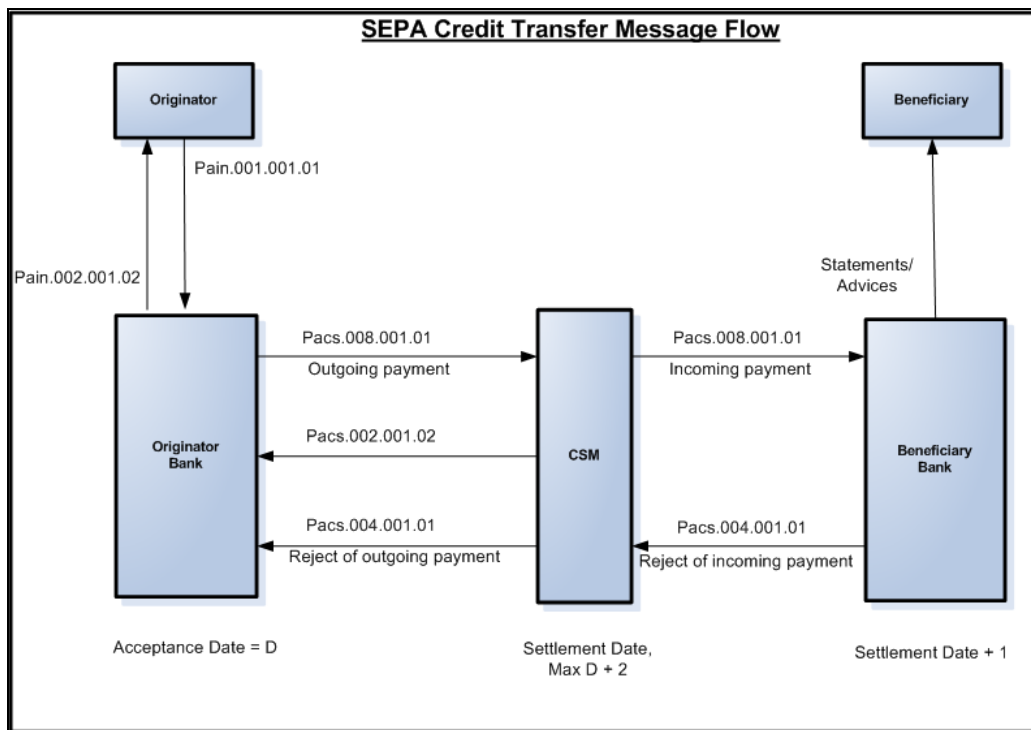 SEPA Credit Transfer Message Flow
Originator
Beneficiary
Pain.001.001.01
Pain.002.001.02
Statements/
Advices
Pacs.008.001.01
Outgoing payment
Pacs.008.001.01
Incoming payment
Originator
Bank
Pacs.002.001.02
CSM
Beneficiary
Bank
Pacs.004.001.01
Reject of outgoing payment
Pacs.004.001.01
Reject of incoming payment
Acceptance Date = D
Settlement Date,
Max D + 2
Settlement Date + 1